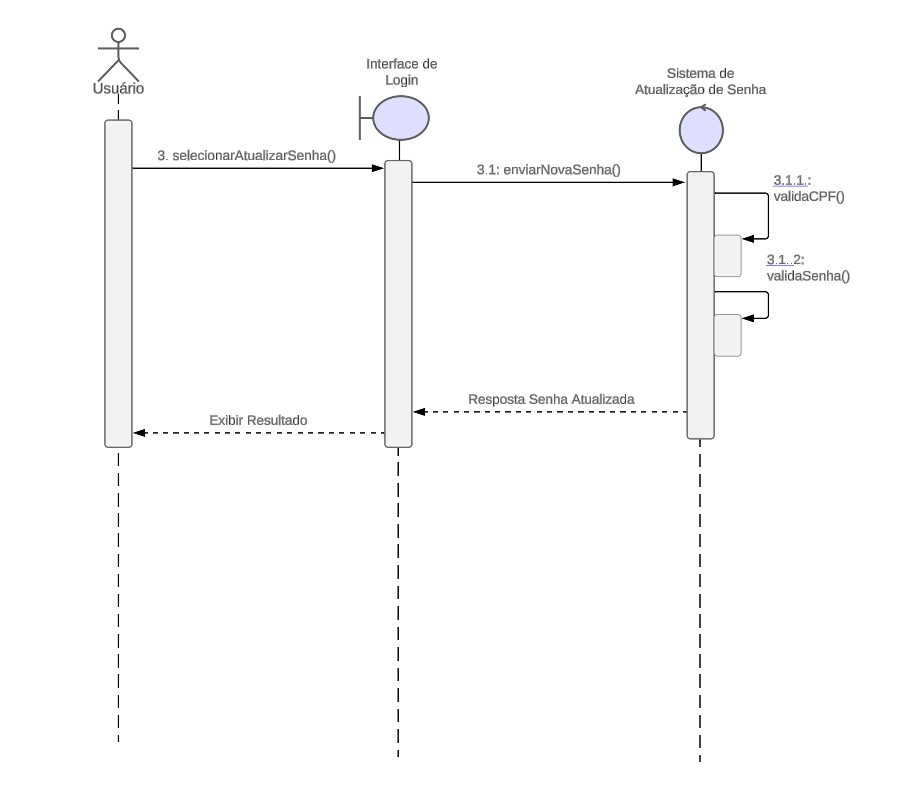 Usuário
Interface de
Login
Sistema de
Atualização de Senha
3. selecionarAtualizarSenha()
3.1: enviarNovaSenha()
3.1.1.:
validaCPF()
3.1..2:
validaSenha()
Resposta Senha Atualizada
Exibir Resultado